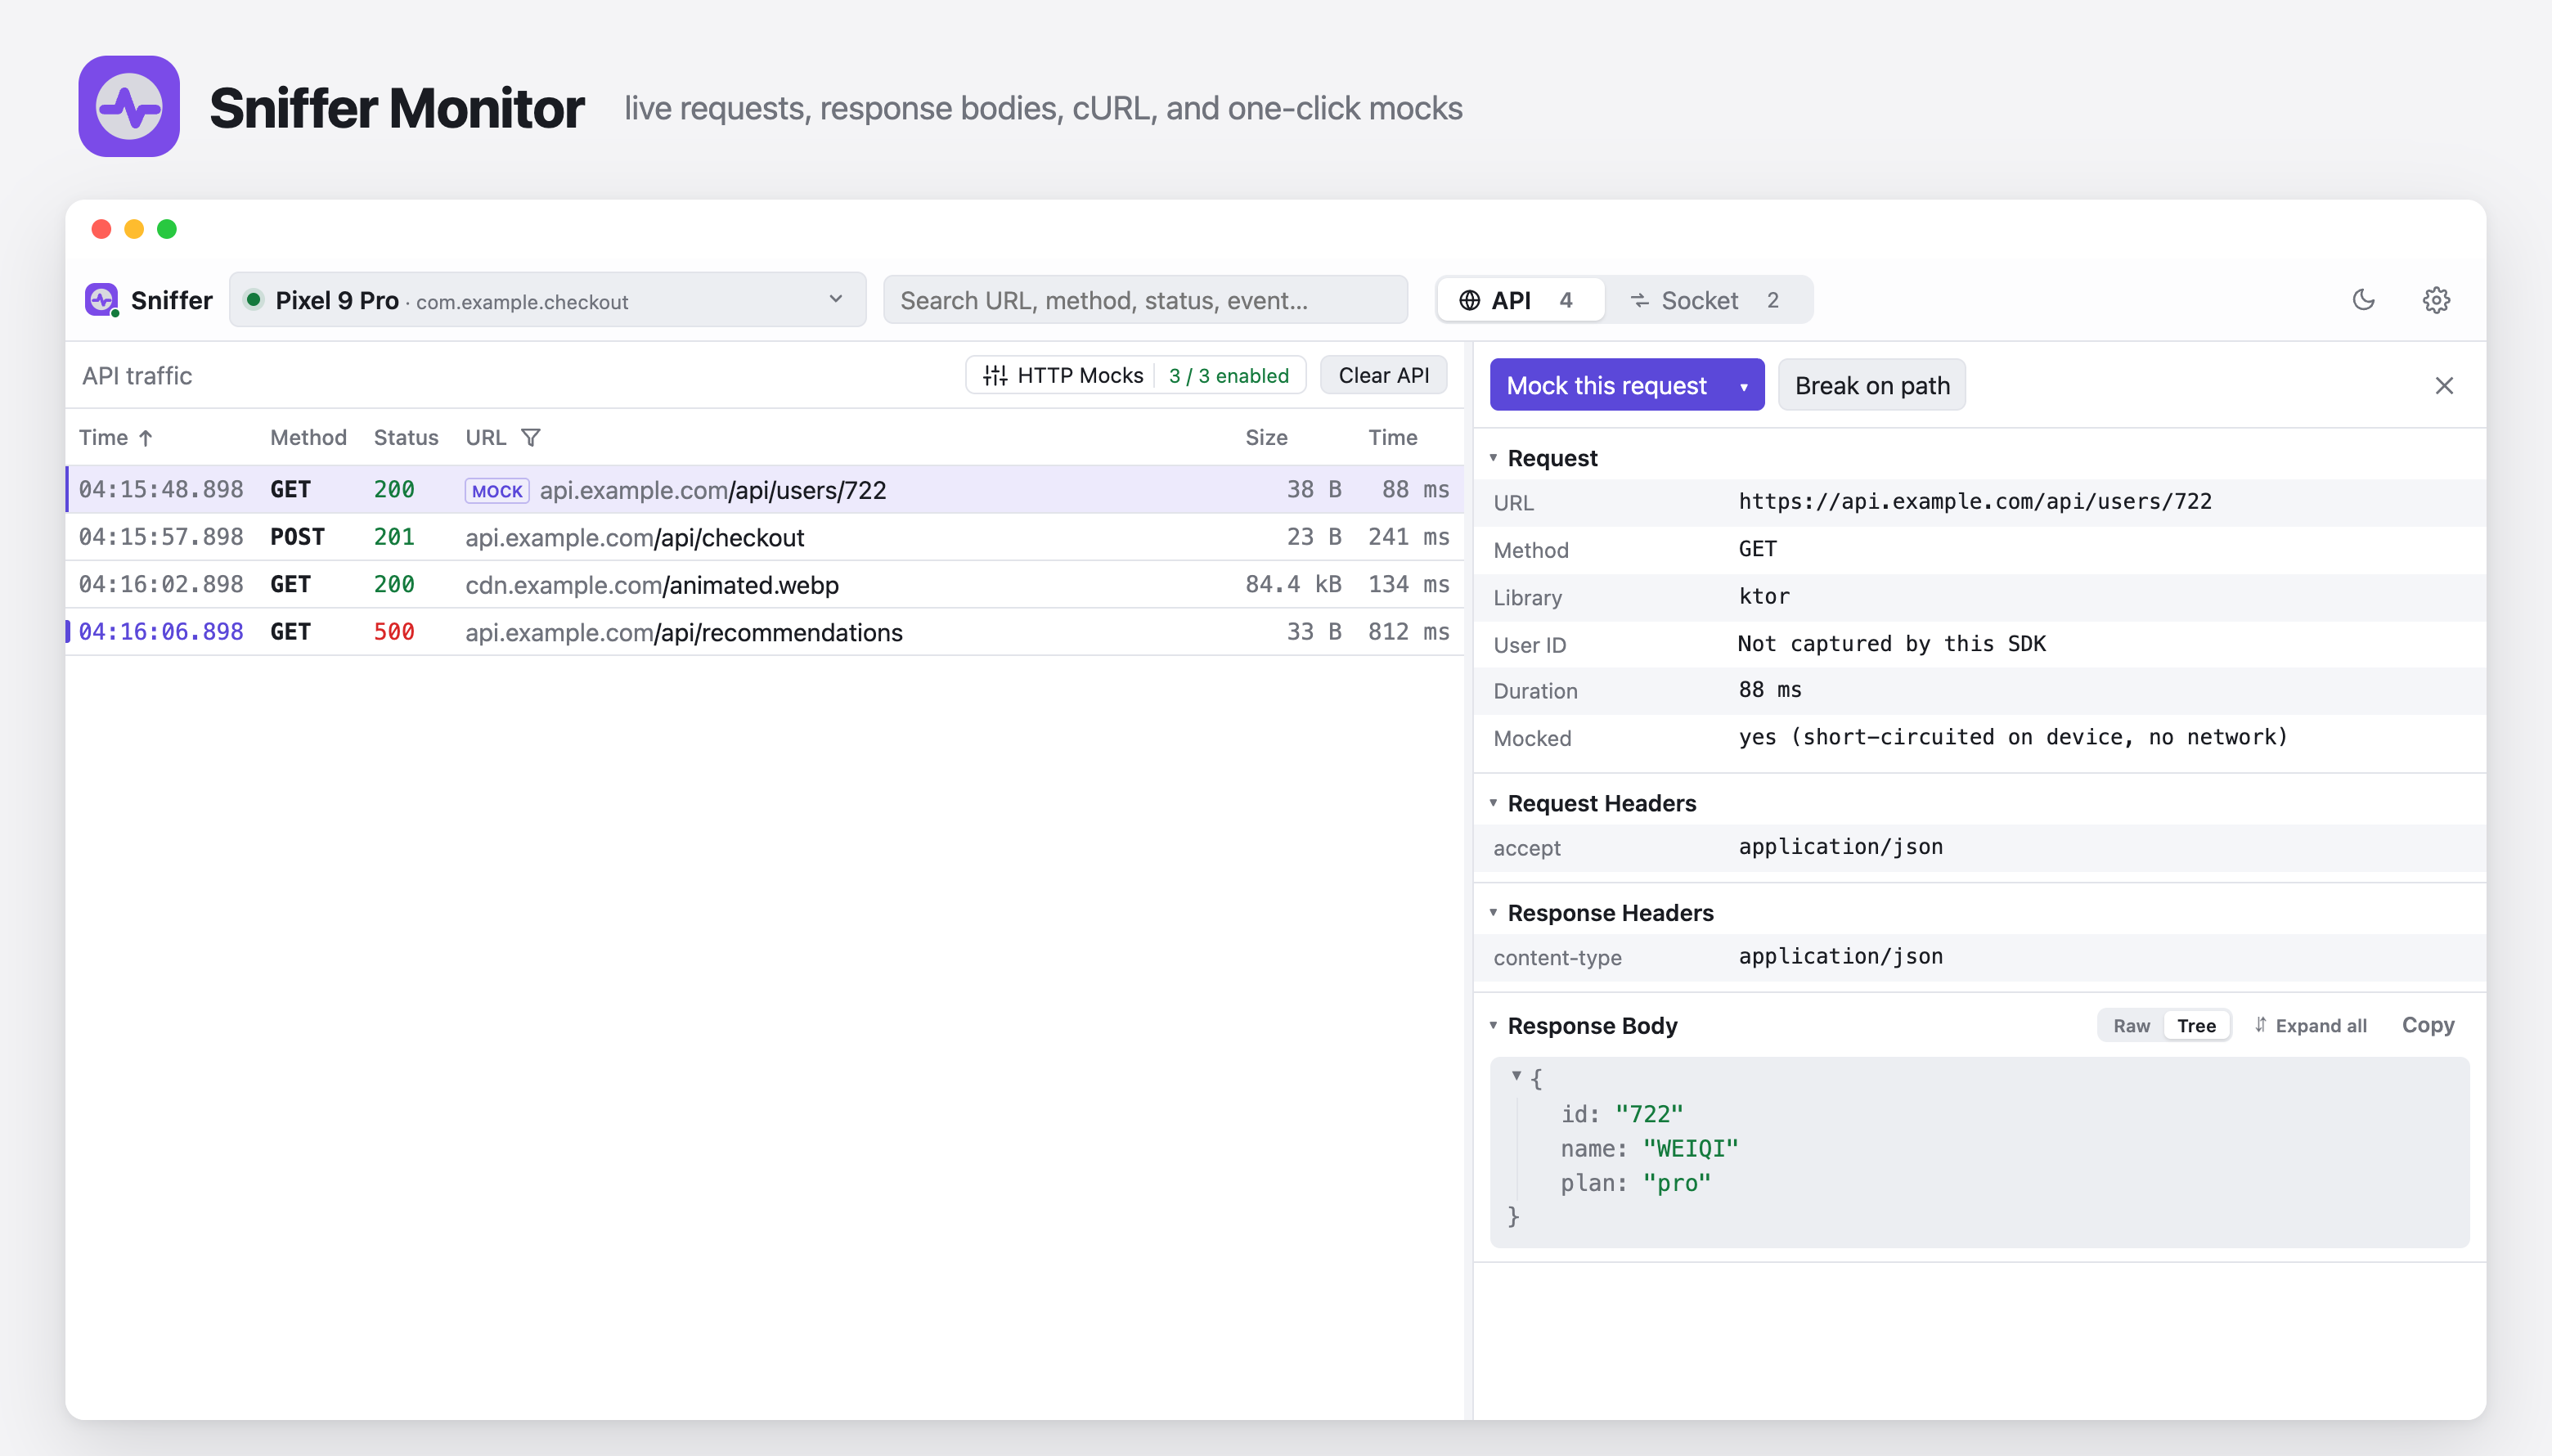 Sniffer Monitor live requests, response bodies, cURL, and one-click mocks
Sniffer Pixel 9 Pro · com.example.checkout Search URL, method, status, event... API 4 Socket 2
API traffic HTTP Mocks 3 / 3 enabled Clear API
Time ↑ Method Status URL Size Time
04:15:48.898 GET 200 MOCK api.example.com/api/users/722 38 B 88 ms
04:15:57.898 POST 201 api.example.com/api/checkout 23 B 241 ms
04:16:02.898 GET 200 cdn.example.com/animated.webp 84.4 kB 134 ms
04:16:06.898 GET 500 api.example.com/api/recommendations 33 B 812 ms
Mock this request Break on path
Request
URL https://api.example.com/api/users/722
Method GET
Library ktor
User ID Not captured by this SDK
Duration 88 ms
Mocked yes (short-circuited on device, no network)
Request Headers
accept application/json
Response Headers
content-type application/json
Response Body Raw Tree Expand all Copy
{
id: "722"
name: "WEIQI"
plan: "pro"
}